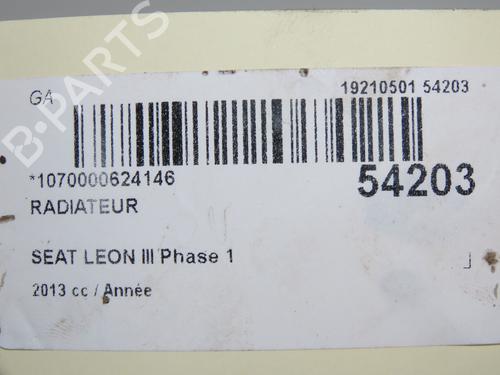 GA
19210501 54203
*1070000624146
54203
RADIATEUR
SEAT LEON III Phase 1
2013 cc / Année
B-PARTS